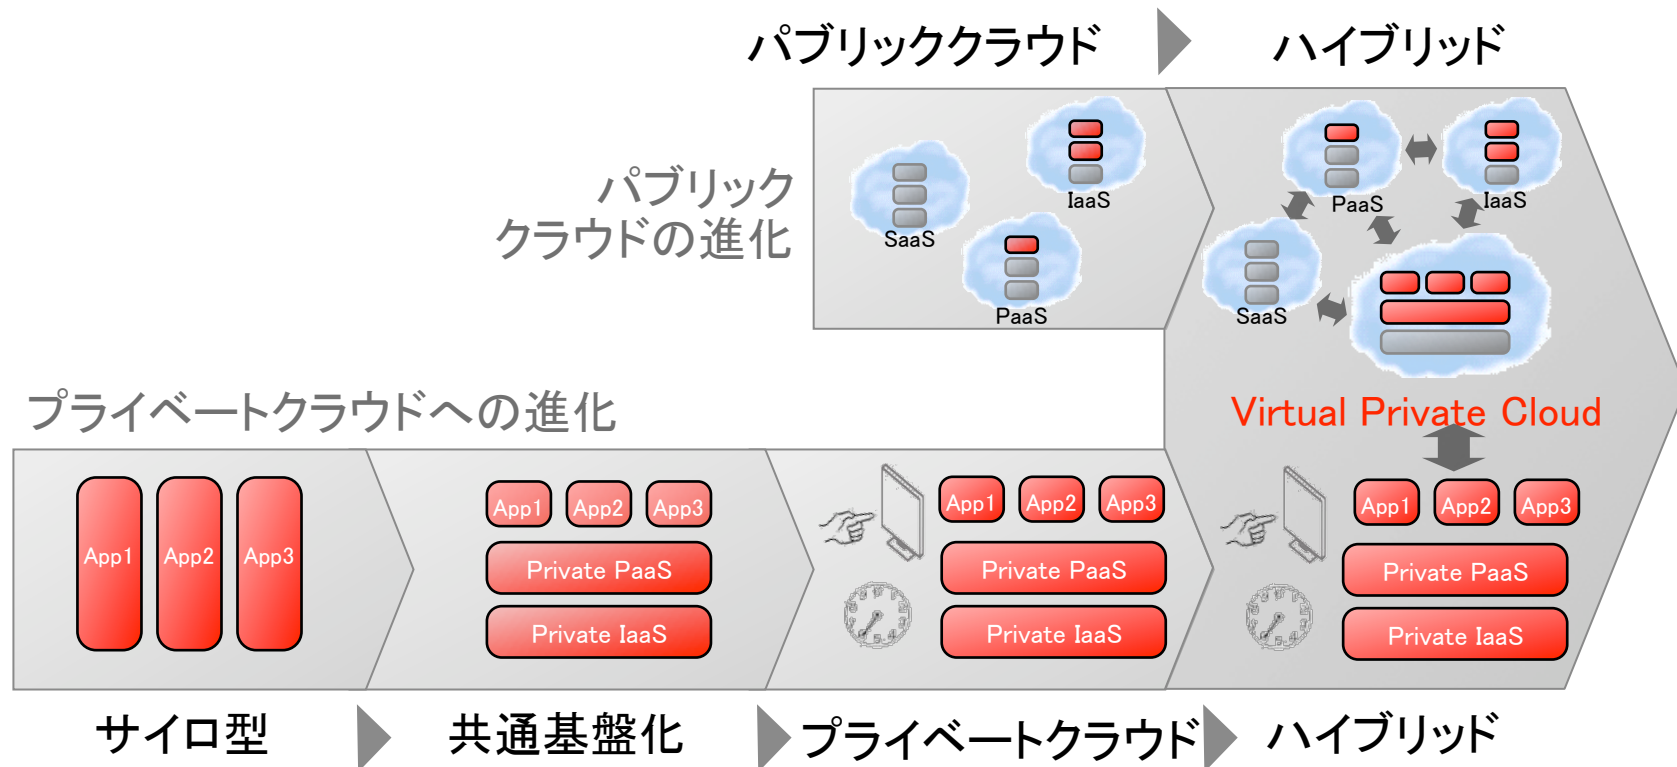 パブリッククラウド
ハイブリッド
パブリック
クラウドの進化
SaaS
IaaS
PaaS
PaaS
IaaS
SaaS
Virtual Private Cloud
プライベートクラウドへの進化
App1
App2
App3
App1
App2
App3
Private PaaS
Private IaaS
App1
App2
App3
Private PaaS
Private IaaS
App1
App2
App3
Private PaaS
Private IaaS
サイロ型
共通基盤化
プライベートクラウド
ハイブリッド